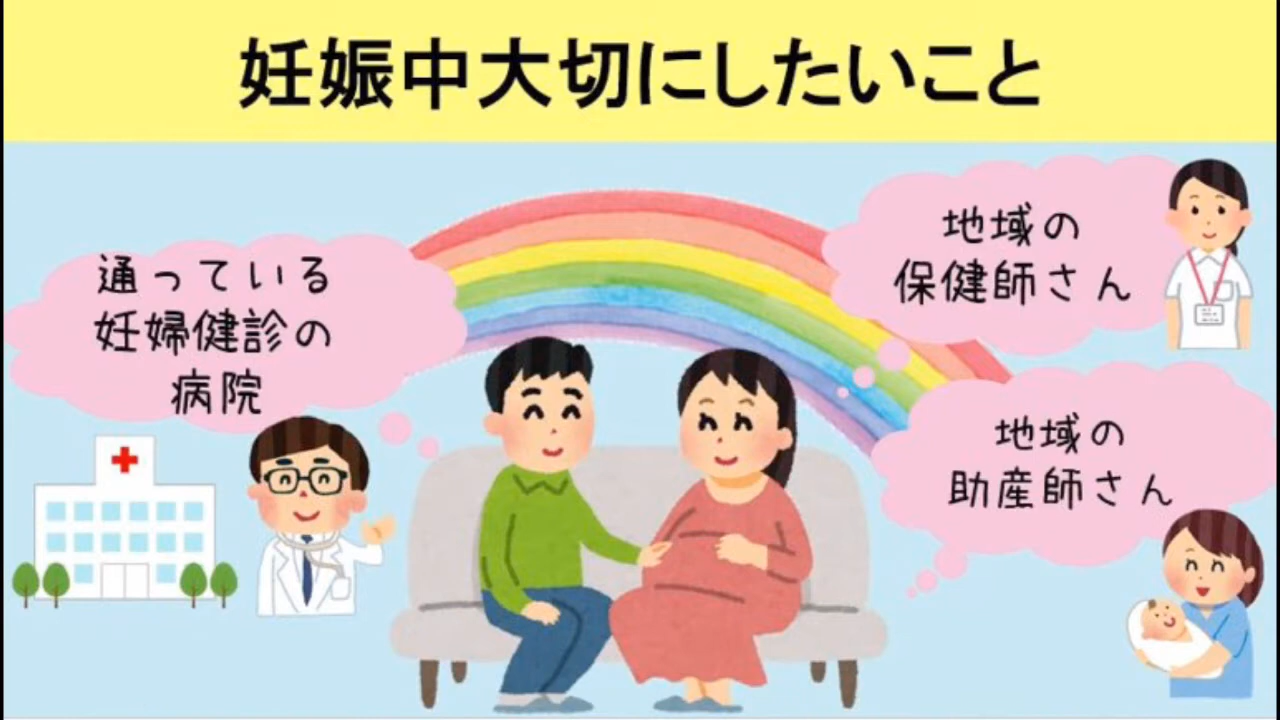 妊娠中大切にしたいこと
通っている
妊婦健診の
病院
地域の
保健師さん
地域の
助産師さん